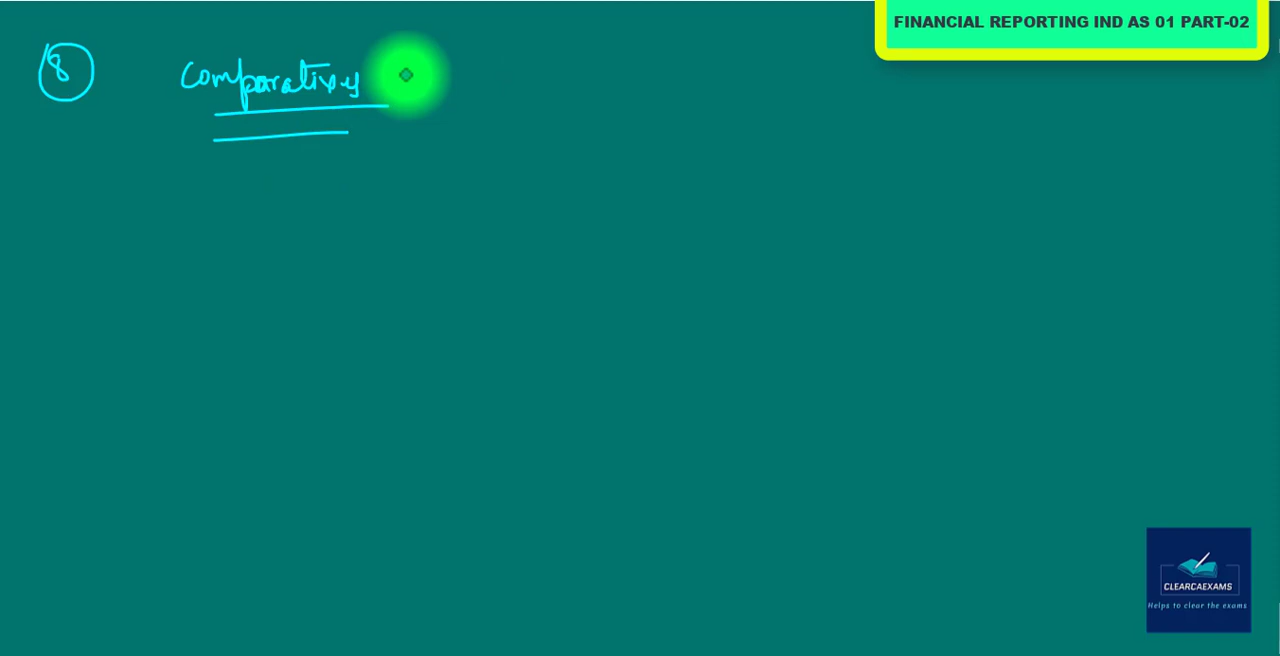 FINANCIAL REPORTING IND AS 01 PART-02
8 Comparatives
CLEARCAEXAMS
Helps to clear the exams